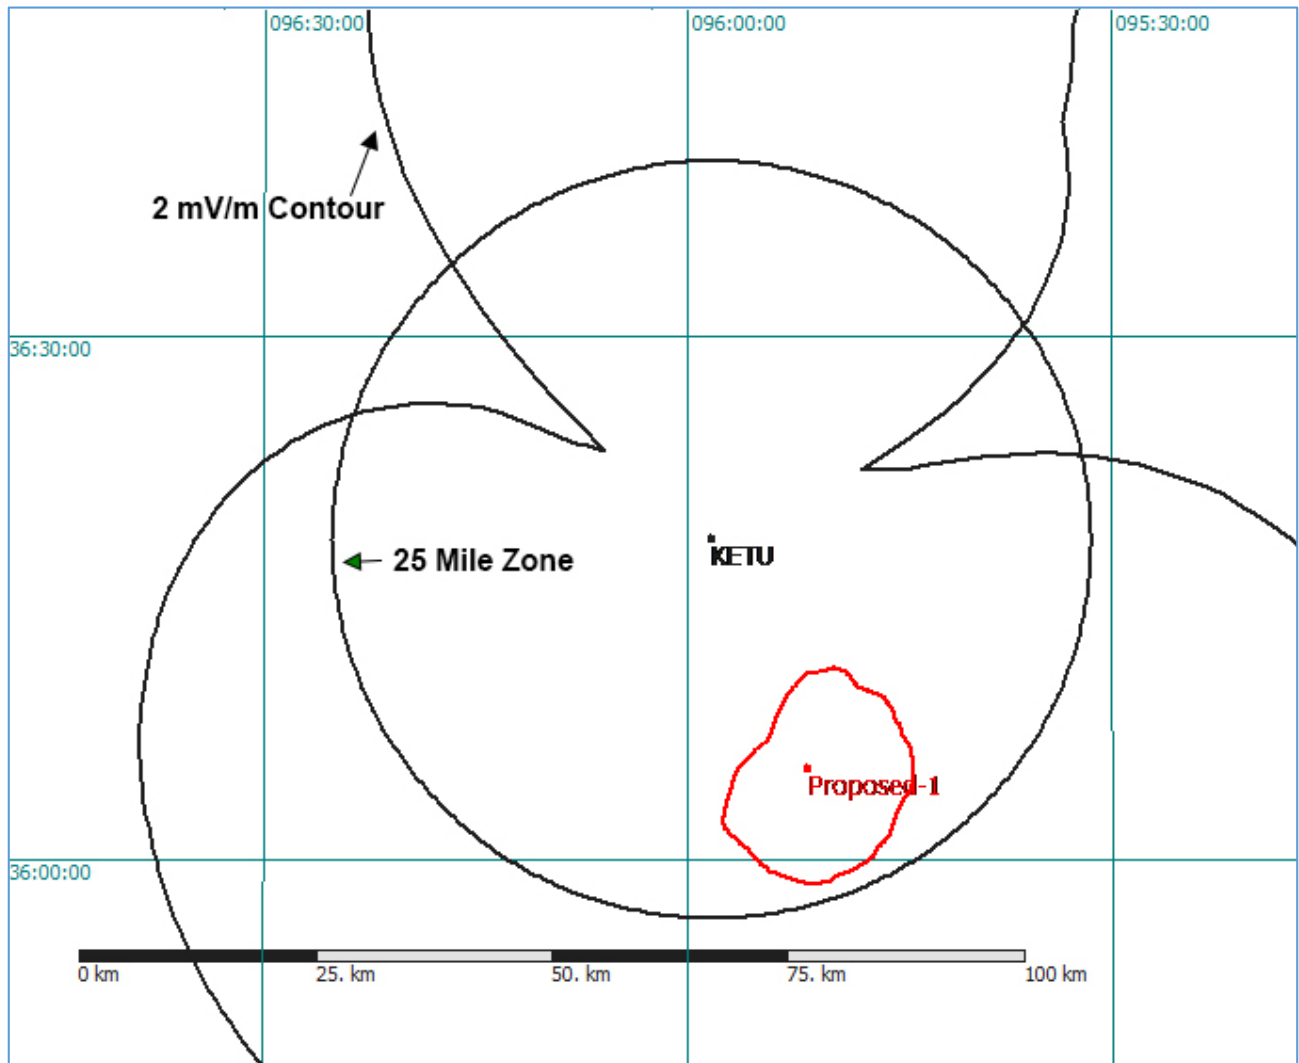 096:30:00
096:00:00
095:30:00
2 mV/m Contour
36:30:00
KETU
25 Mile Zone
Proposed-1
36:00:00
0 km
25. km
50. km
75. km
100 km